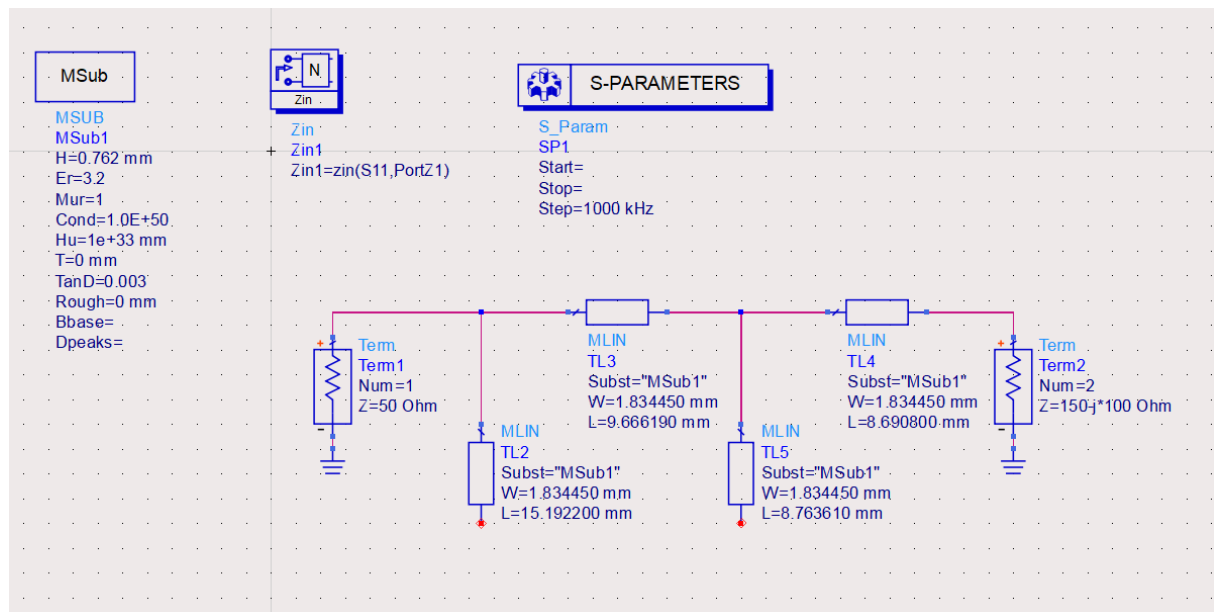 MSub
MSUB
MSub1
H=0.762 mm
Er=3.2
Mur=1
Cond=1.0E+50
Hu=1e+33 mm
T=0 mm
TanD=0.003
Rough=0 mm
Bbase=
Dpeaks=
N
Zin
Zin
Zin1
Zin1=zin(S11,PortZ1)
S-PARAMETERS
S_Param
SP1
Start=
Stop=
Step=1000 kHz
+
Term
Term1
Num=1
Z=50 Ohm
-
MLIN
TL2
Subst="MSub1"
W=1.834450 mm
L=15.192200 mm
MLIN
TL3
Subst="MSub1"
W=1.834450 mm
L=9.666190 mm
MLIN
TL5
Subst="MSub1"
W=1.834450 mm
L=8.763610 mm
MLIN
TL4
Subst="MSub1"
W=1.834450 mm
L=8.690800 mm
+
Term
Term2
Num=2
Z=150-j*100 Ohm
-